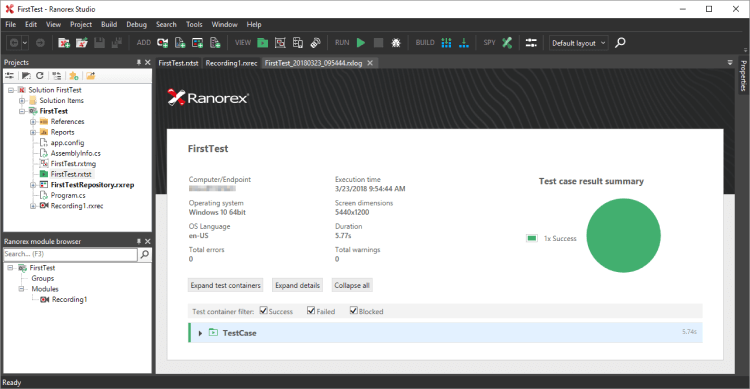 FirstTest - Ranorex Studio
File Edit View Project Build Debug Search Tools Window Help
ADD VIEW RUN BUILD SPY Default layout
Projects
Solution FirstTest
Solution Items
FirstTest
References
Reports
app.config
AssemblyInfo.cs
FirstTest.rxtmg
FirstTest.rxtst
FirstTestRepository.rxrep
Program.cs
Recording1.rxrec
Ranorex module browser
Search... (F3)
FirstTest
Groups
Modules
Recording1
FirstTest.rxtst Recording1.rxrec FirstTest_20180323_095444.rxlog
Properties
Ranorex®
FirstTest
Computer/Endpoint Execution time
3/23/2018 9:54:44 AM
Operating system Screen dimensions
Windows 10 64bit 5440x1200
OS Language Duration
en-US 5.77s
Total errors Total warnings
0 0
Test case result summary
1x Success
Expand test containers Expand details Collapse all
Test container filter: Success Failed Blocked
TestCase 5.74s
Ready